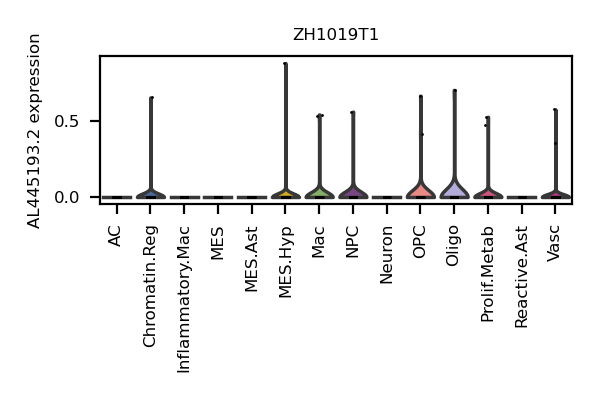 ZH1019T1
AL445193.2 expression
0.5
0.0
AC
Chromatin.Reg
Inflammatory.Mac
MES
MES.Ast
MES.Hyp
Mac
NPC
Neuron
OPC
Oligo
Prolif.Metab
Reactive.Ast
Vasc